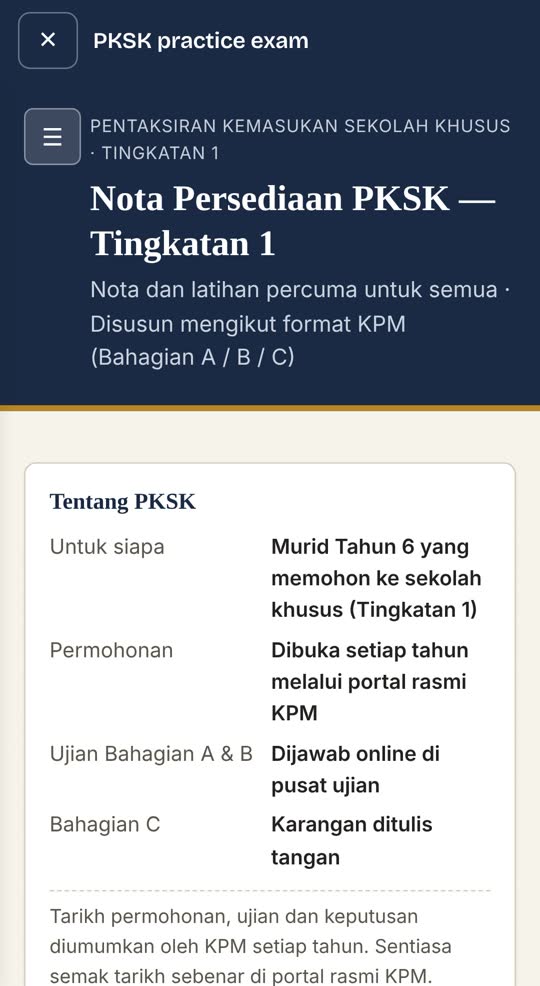 PKSK practice exam
PENTAKSIRAN KEMASUKAN SEKOLAH KHUSUS
· TINGKATAN 1
Nota Persediaan PKSK —
Tingkatan 1
Nota dan latihan percuma untuk semua ·
Disusun mengikut format KPM
(Bahagian A / B / C)
Tentang PKSK
Untuk siapa
Murid Tahun 6 yang
memohon ke sekolah
khusus (Tingkatan 1)
Permohonan
Dibuka setiap tahun
melalui portal rasmi
KPM
Ujian Bahagian A & B
Dijawab online di
pusat ujian
Bahagian C
Karangan ditulis
tangan
Tarikh permohonan, ujian dan keputusan
diumumkan oleh KPM setiap tahun. Sentiasa
semak tarikh sebenar di portal rasmi KPM.